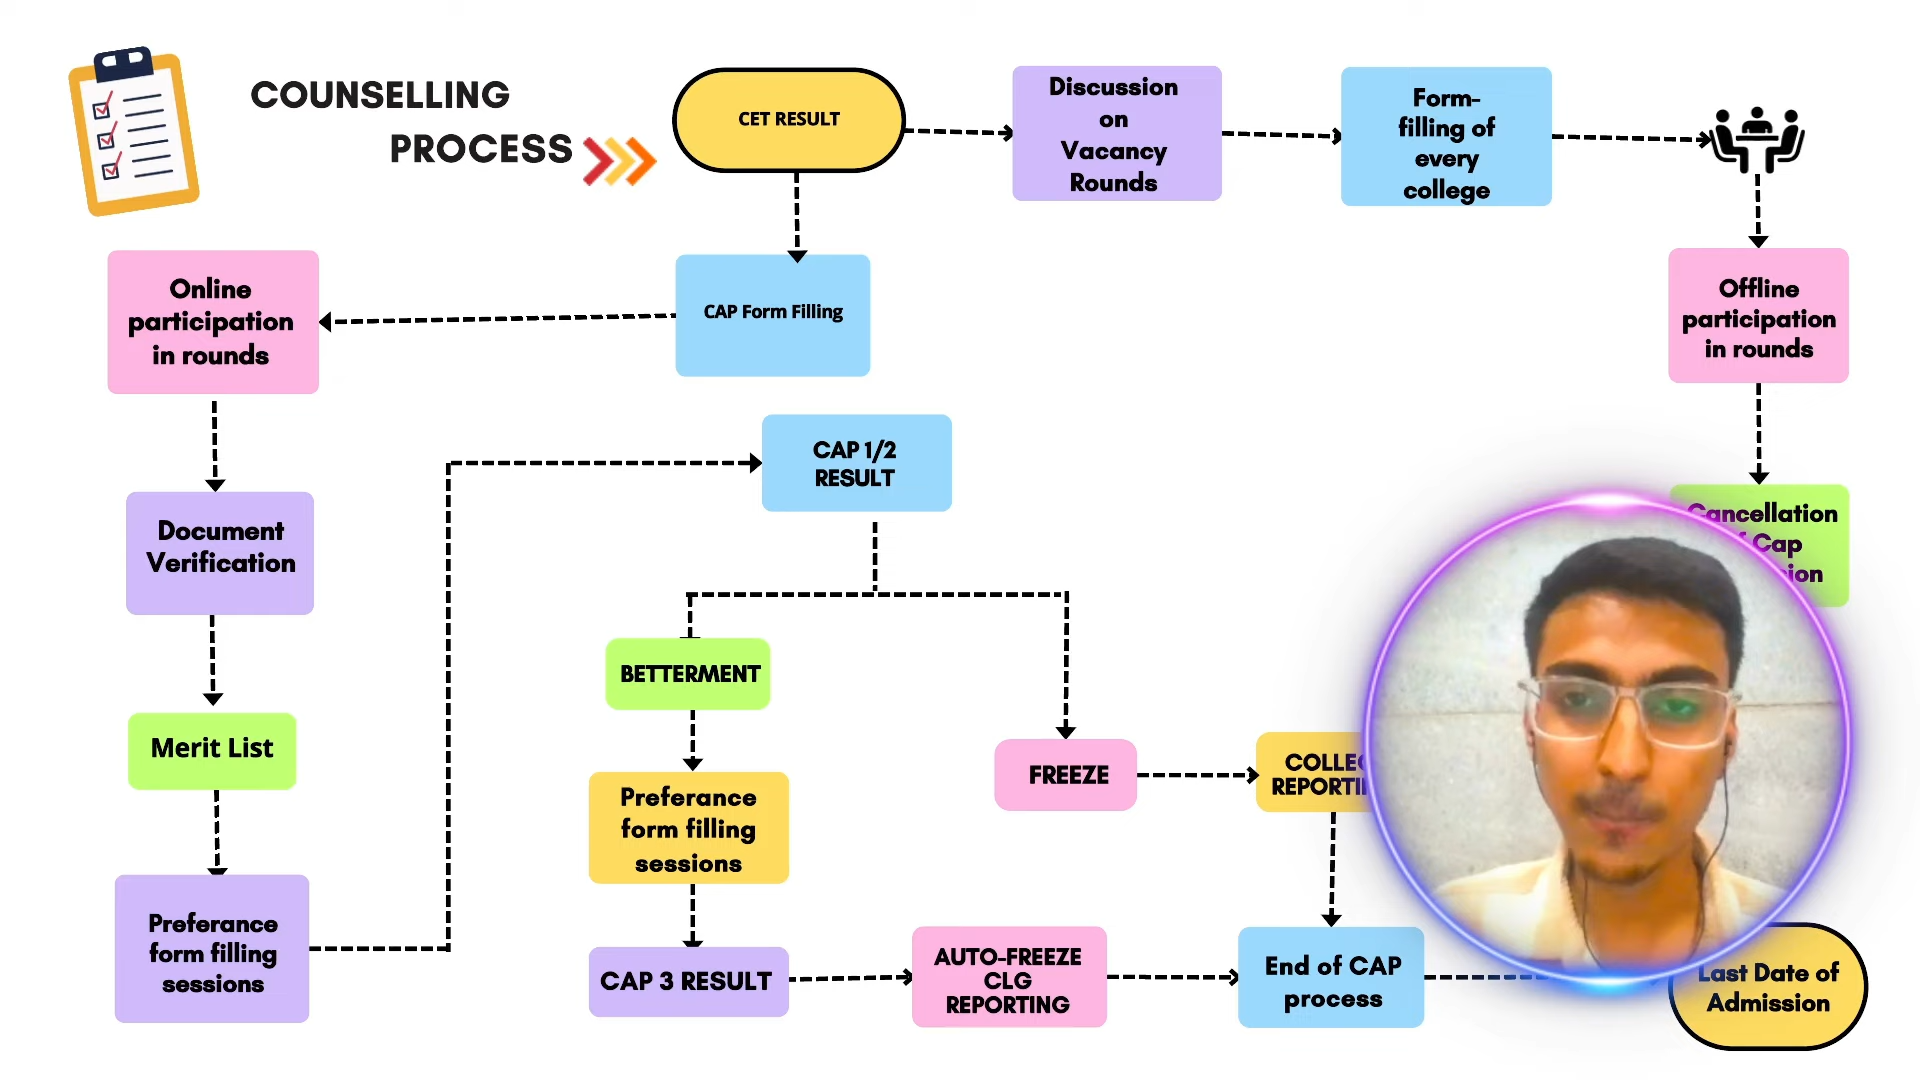 COUNSELLING
PROCESS
CET RESULT
Discussion
on
Vacancy
Rounds
Form-
filling of
every
college
Online
participation
in rounds
CAP Form Filling
Offline
participation
in rounds
CAP 1/2
RESULT
Document
Verification
Cancellation
Cap
BETTERMENT
Merit List
FREEZE
REPORTI
Preferance
form filling
sessions
Preferance
form filling
sessions
CAP 3 RESULT
AUTO-FREEZE
CLG
REPORTING
End of CAP
process
Last Date of
Admission